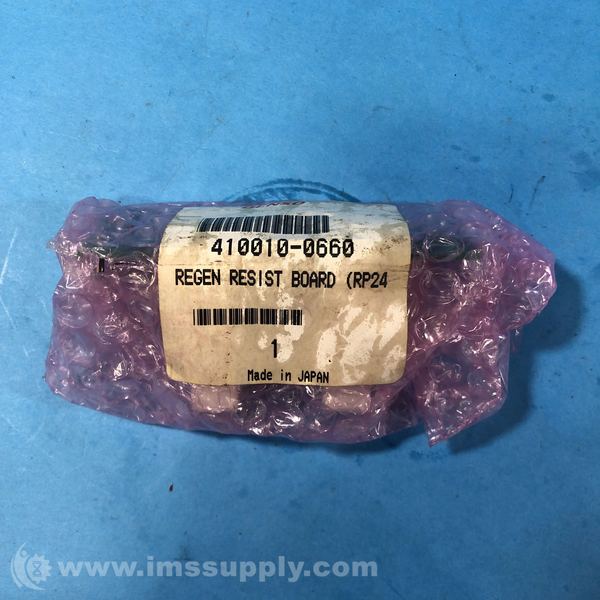 410010-0660
REGEN RESIST BOARD (RP24
1
Made in JAPAN
www.imssupply.com